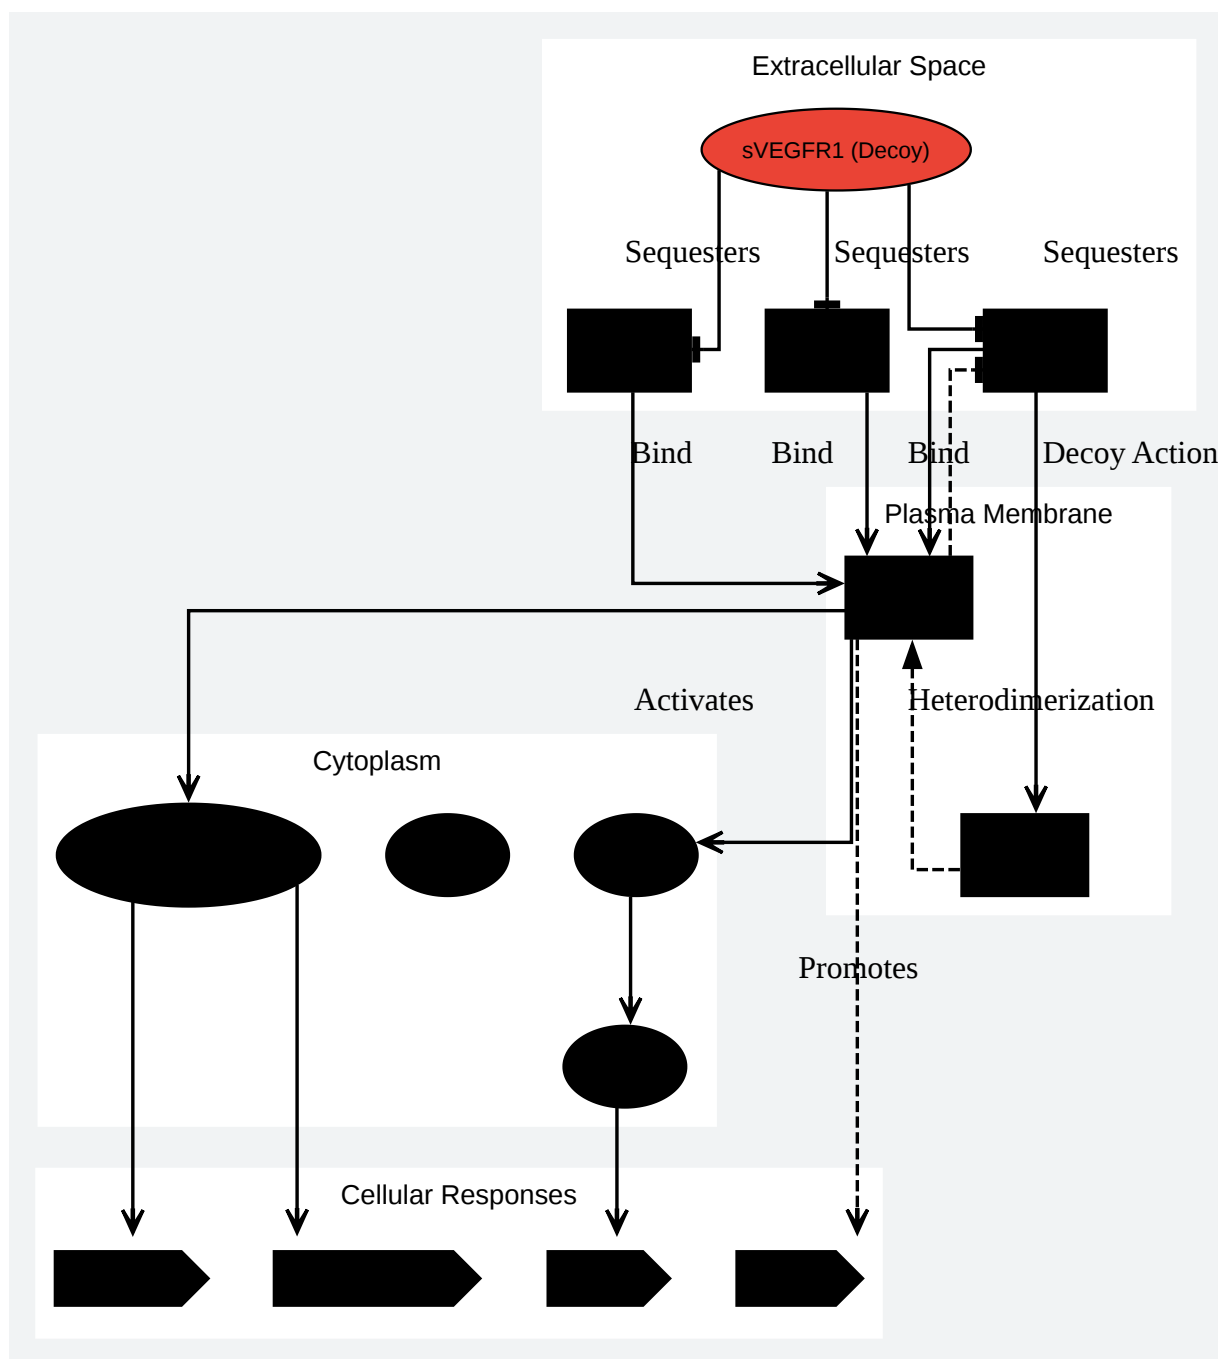 Extracellular Space
sVEGFR1 (Decoy)
Sequesters
Sequesters
Sequesters
Bind
Bind
Bind
Decoy Action
Plasma Membrane
Activates
Heterodimerization
Cytoplasm
Promotes
Cellular Responses